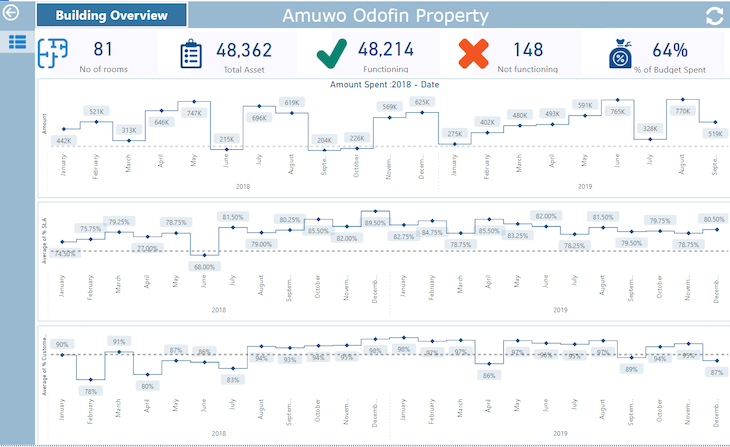 Building Overview
Amuwo Odofin Property
81
No of rooms
48,362
Total Asset
48,214
Functioning
148
Not functioning
64%
% of Budget Spent
Amount Spent :2018 - Date
Amount
442K 521K 313K 646K 747K 215K 696K 619K 204K 226K 569K 625K 275K 402K 480K 493K 591K 765K 328K 770K 519K
January February March April May June July August Septe... October Novem... Decem... January February March April May June July August Septe...
2018 2019
Average of % SLA
74.50% 75.75% 79.25% 77.00% 78.75% 68.00% 81.50% 79.00% 80.25% 85.50% 82.00% 89.50% 82.75% 84.75% 78.75% 85.50% 83.25% 82.00% 78.25% 81.50% 79.50% 79.75% 78.75% 80.50%
January February March April May June July August Septem... October Novem... Decemb... January February March April May June July August Septem... October Novem... Decemb...
2018 2019
Average of % Custome...
90% 78% 91% 80% 87% 86% 83% 94% 93% 94% 95% 98% 98% 97% 97% 86% 97% 96% 95% 97% 89% 94% 95% 87%
January February March April May June July August Septem... October Novem... Decemb... January February March April May June July August Septem... October Novem... Decemb...
2018 2019